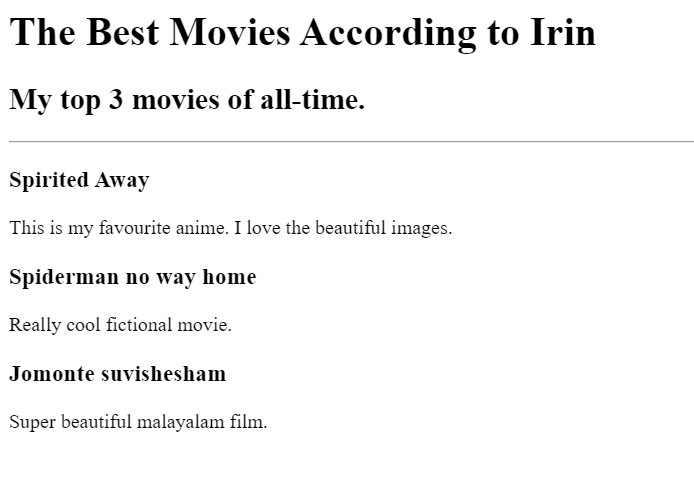 The Best Movies According to Irin
My top 3 movies of all-time.
Spirited Away
This is my favourite anime. I love the beautiful images.
Spiderman no way home
Really cool fictional movie.
Jomonte suvishesham
Super beautiful malayalam film.